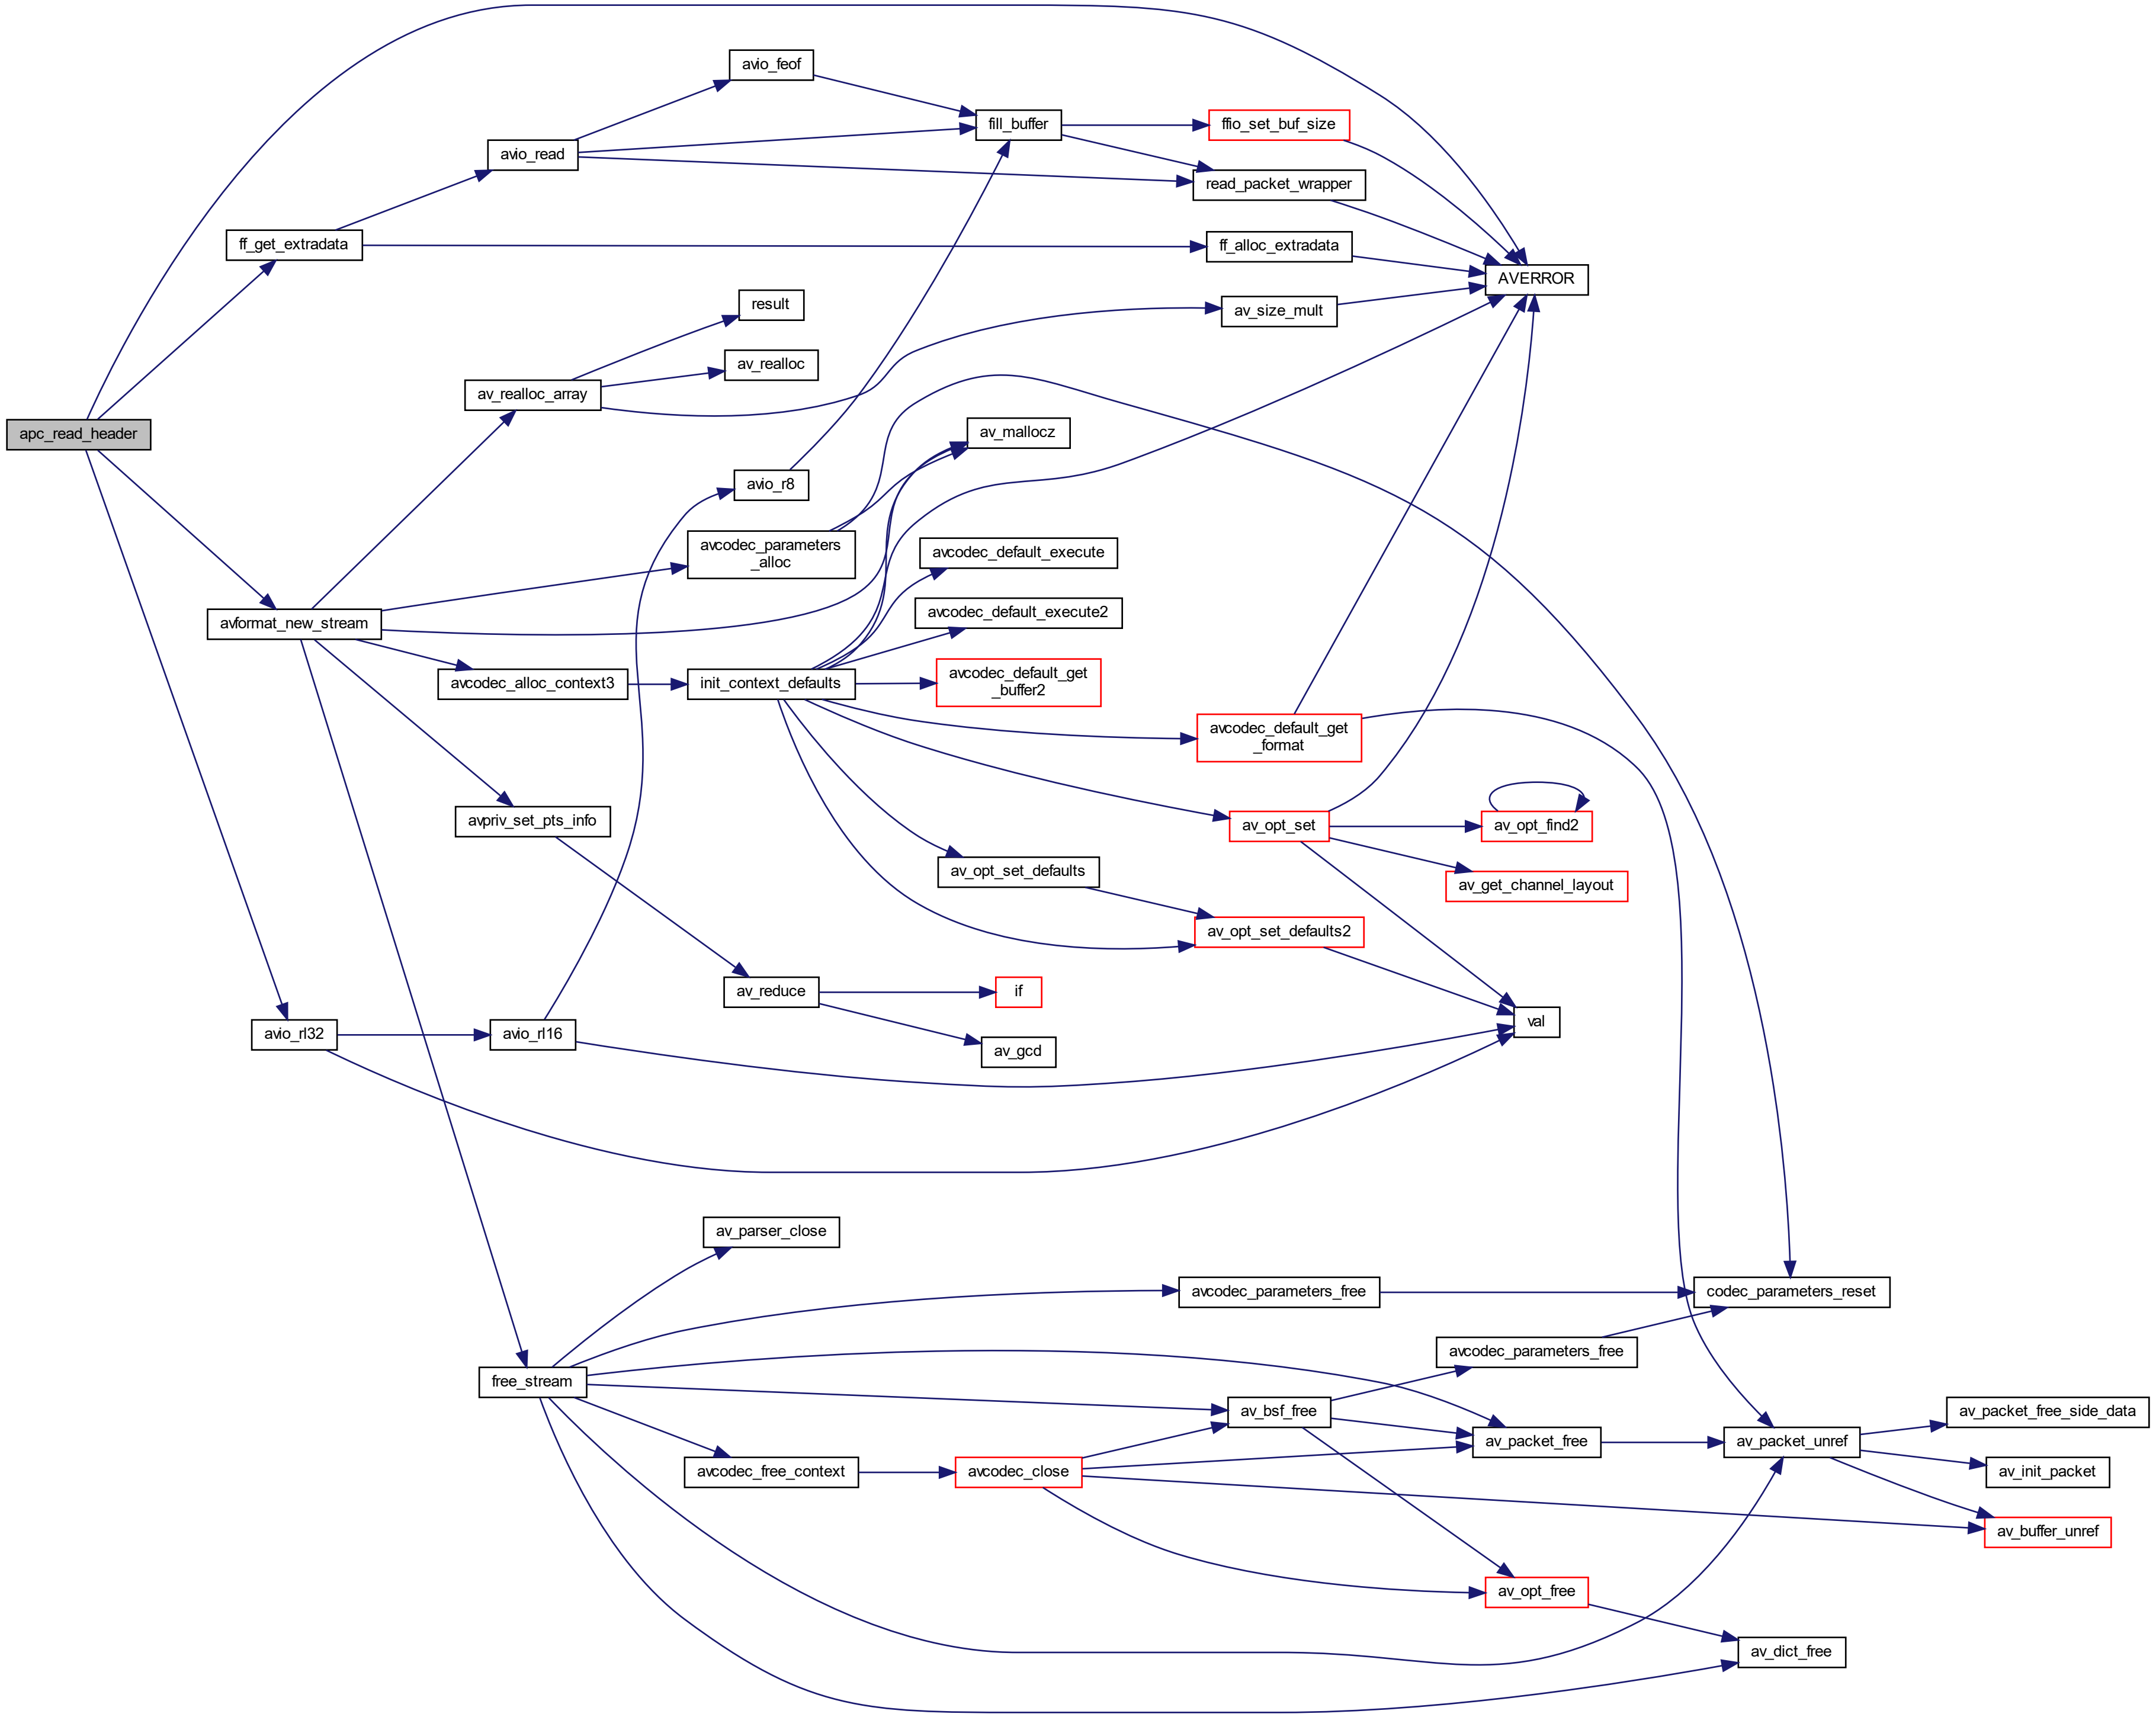 avio_feof
fill_buffer
ffio_set_buf_size
avio_read
read_packet_wrapper
ff_get_extradata
ff_alloc_extradata
AVERROR
result
av_size_mult
av_realloc
av_realloc_array
apc_read_header
av_mallocz
avio_r8
avcodec_parameters
_alloc
avcodec_default_execute
avcodec_default_execute2
avformat_new_stream
avcodec_alloc_context3
init_context_defaults
avcodec_default_get
_buffer2
avcodec_default_get
_format
avpriv_set_pts_info
av_opt_set
av_opt_find2
av_opt_set_defaults
av_get_channel_layout
av_opt_set_defaults2
av_reduce
if
val
avio_rl32
avio_rl16
av_gcd
av_parser_close
avcodec_parameters_free
codec_parameters_reset
avcodec_parameters_free
free_stream
av_bsf_free
av_packet_free_side_data
av_packet_free
av_packet_unref
avcodec_free_context
avcodec_close
av_init_packet
av_buffer_unref
av_opt_free
av_dict_free